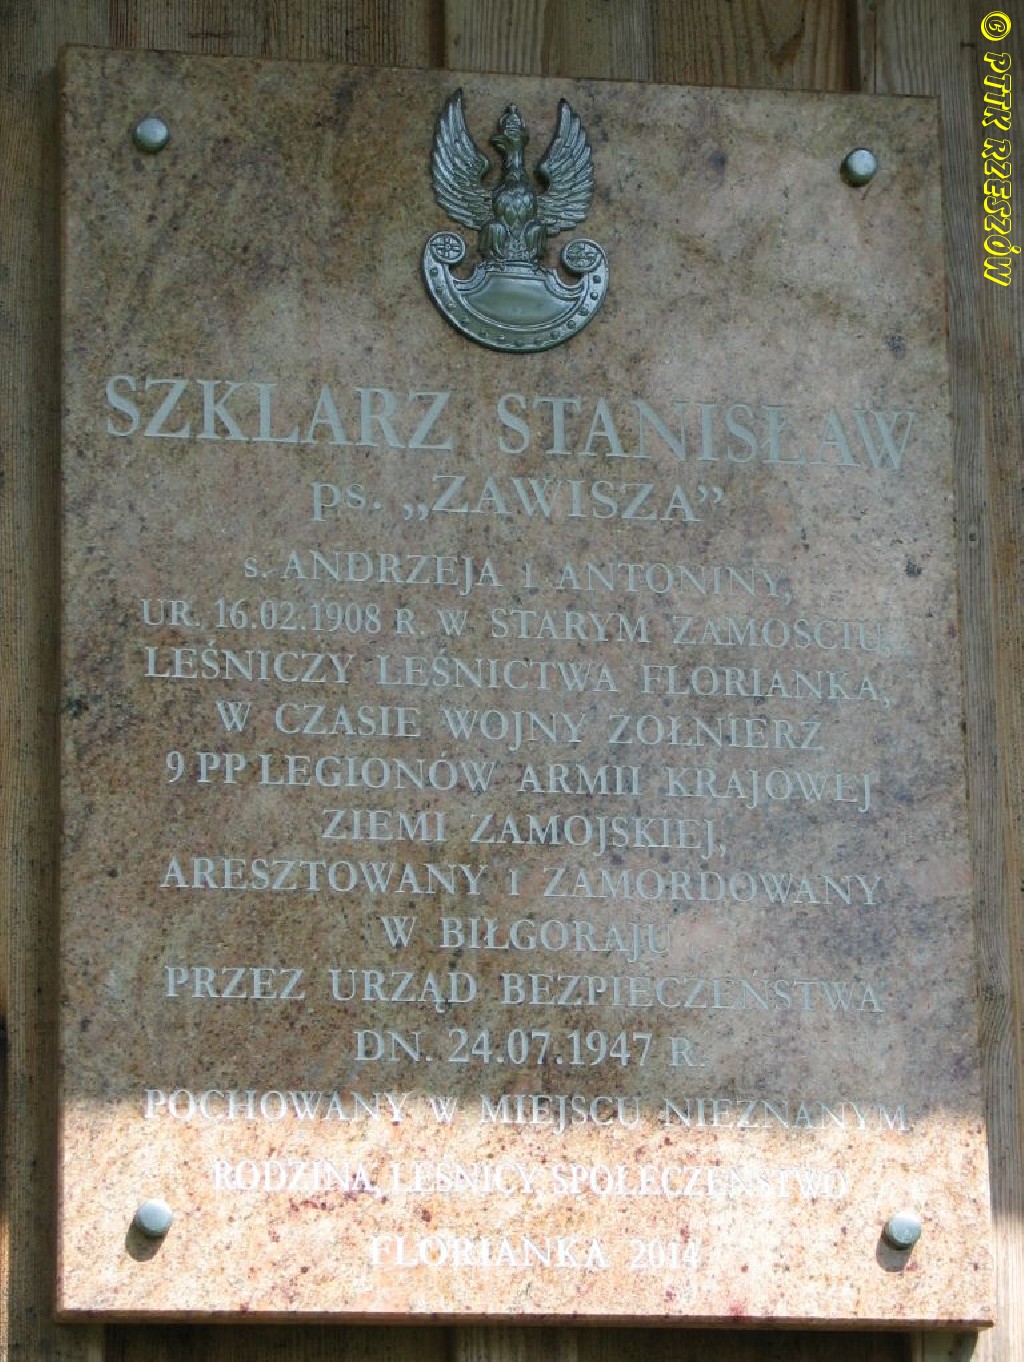 SZKLARZ STANISŁAW
ps. „ZAWISZA”
s. ANDRZEJA I ANTONINY,
UR. 16.02.1908 R. W STARYM ZAMOŚCIU,
LEŚNICZY LEŚNICTWA FLORIANKA,
W CZASIE WOJNY ŻOŁNIERZ
9 PP LEGIONÓW ARMII KRAJOWEJ
ZIEMI ZAMOJSKIEJ,
ARESZTOWANY I ZAMORDOWANY
W BIŁGORAJU
PRZEZ URZĄD BEZPIECZEŃSTWA
DN. 24.07.1947 R.
POCHOWANY W MIEJSCU NIEZNANYM
RODZINA, LEŚNICY, SPOŁECZEŃSTWO
FLORIANKA 2014
© PTTK RZESZÓW